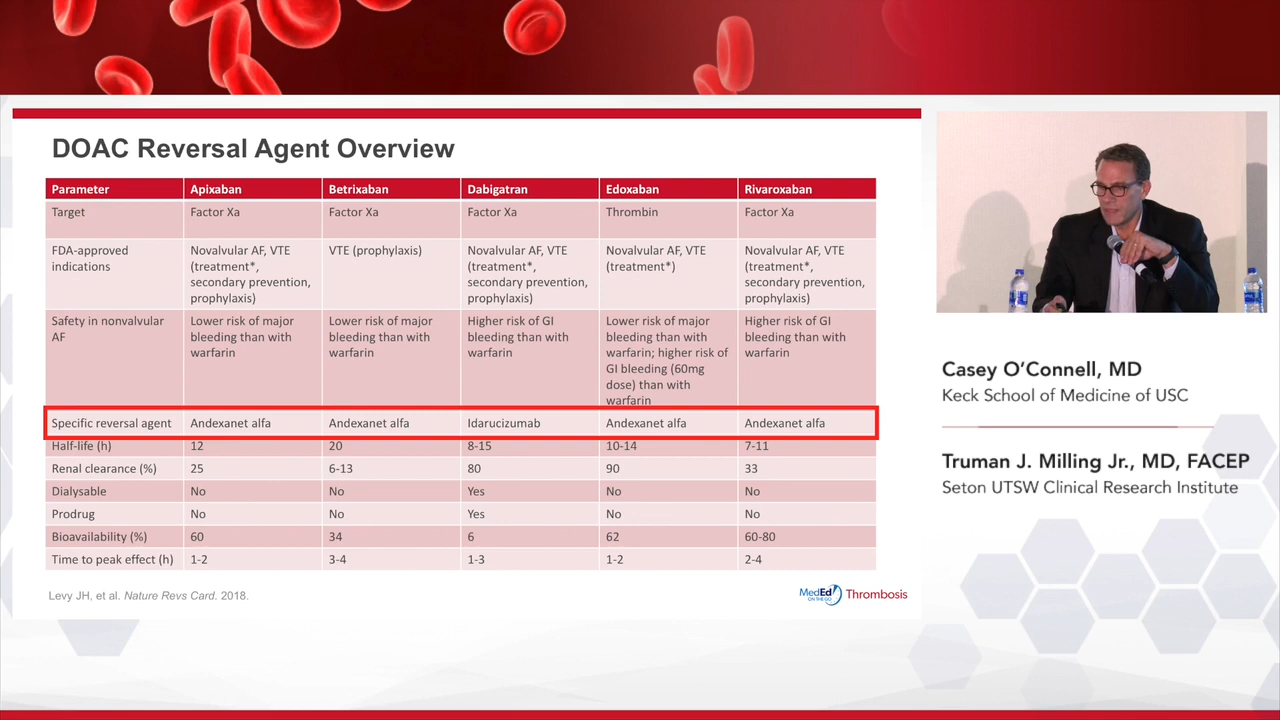 DOAC Reversal Agent Overview
Parameter Apixaban Betrixaban Dabigatran Edoxaban Rivaroxaban
Target Factor Xa Factor Xa Factor Xa Thrombin Factor Xa
FDA-approved Novalvular AF, VTE VTE (prophylaxis) Novalvular AF, VTE Novalvular AF, VTE Novalvular AF, VTE
indications (treatment*, (treatment*, (treatment*) (treatment*,
secondary prevention, secondary prevention, secondary prevention,
prophylaxis) prophylaxis) prophylaxis)
Safety in nonvalvular Lower risk of major Lower risk of major Higher risk of GI Lower risk of major Higher risk of GI
AF bleeding than with bleeding than with bleeding than with bleeding than with bleeding than with
warfarin warfarin warfarin warfarin; higher risk of warfarin
GI bleeding (60mg
dose) than with
warfarin
Specific reversal agent Andexanet alfa Andexanet alfa Idarucizumab Andexanet alfa Andexanet alfa
Half-life (h) 12 20 8-15 10-14 7-11
Renal clearance (%) 25 6-13 80 90 33
Dialysable No No Yes No No
Prodrug No No Yes No No
Bioavailability (%) 60 34 6 62 60-80
Time to peak effect (h) 1-2 3-4 1-3 1-2 2-4
Levy JH, et al. Nature Revs Card. 2018.
MedEd Thrombosis
ON THE GO
Casey O'Connell, MD
Keck School of Medicine of USC
Truman J. Milling Jr., MD, FACEP
Seton UTSW Clinical Research Institute